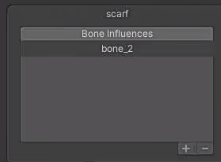 scarf
Bone Influences
bone_2
+ −